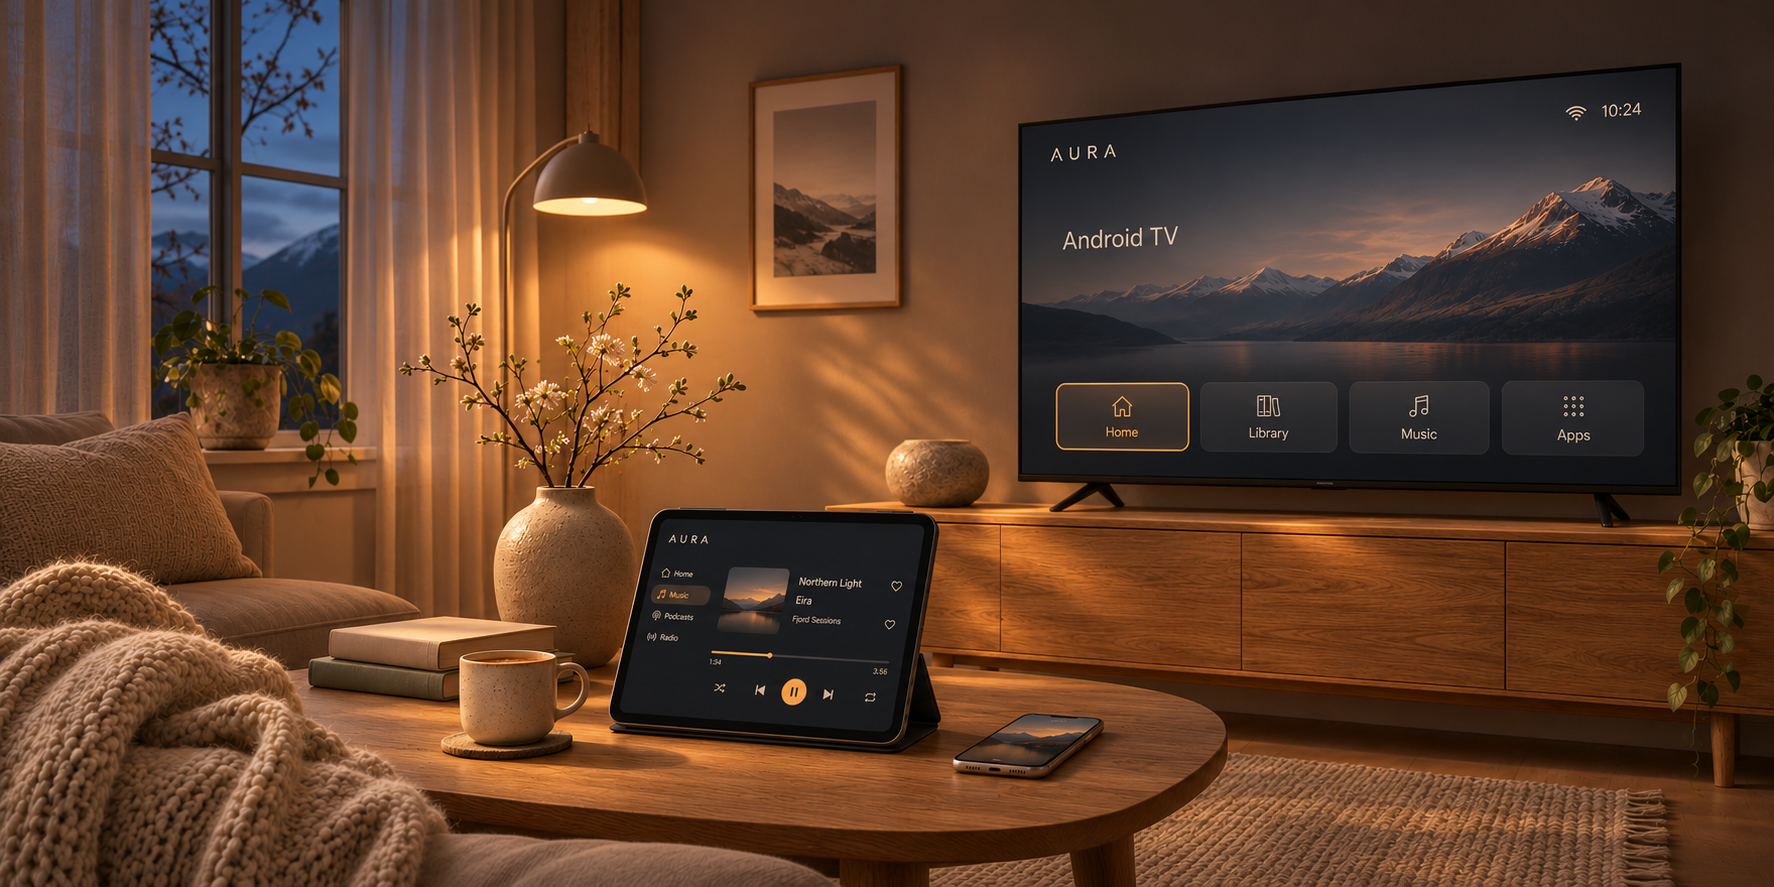 AURA
10:24
Android TV
Home
Library
Music
Apps
AURA
Home
Music
Podcasts
Radio
Northern Light
Eira
Fjord Sessions
1:34
3.56